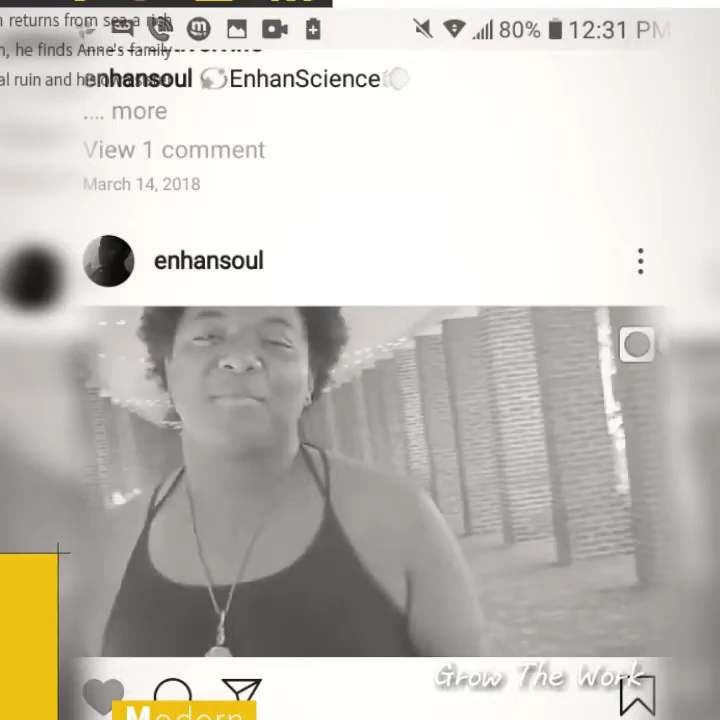 n returns from sea a rich
80% 12:31 PM
n, he finds Anne's family
al ruin and his
enhansoul EnhanScience
.... more
View 1 comment
March 14, 2018
enhansoul
Grow The Work
Modern